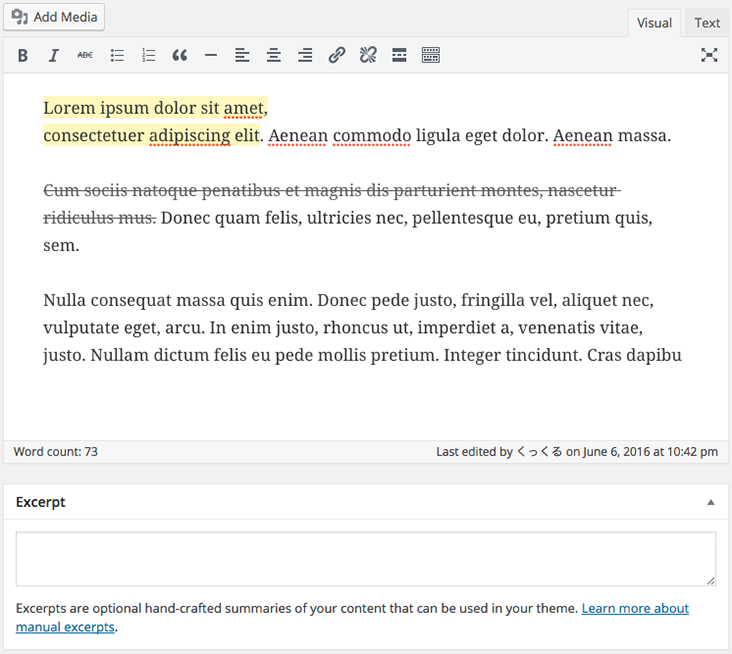 Add Media
Visual Text
B I ABC
Lorem ipsum dolor sit amet,
consectetuer adipiscing elit. Aenean commodo ligula eget dolor. Aenean massa.
Cum sociis natoque penatibus et magnis dis parturient montes, nascetur
ridiculus mus. Donec quam felis, ultricies nec, pellentesque eu, pretium quis,
sem.
Nulla consequat massa quis enim. Donec pede justo, fringilla vel, aliquet nec,
vulputate eget, arcu. In enim justo, rhoncus ut, imperdiet a, venenatis vitae,
justo. Nullam dictum felis eu pede mollis pretium. Integer tincidunt. Cras dapibu
Word count: 73 Last edited by くっくる on June 6, 2016 at 10:42 pm
Excerpt
Excerpts are optional hand-crafted summaries of your content that can be used in your theme. Learn more about
manual excerpts.